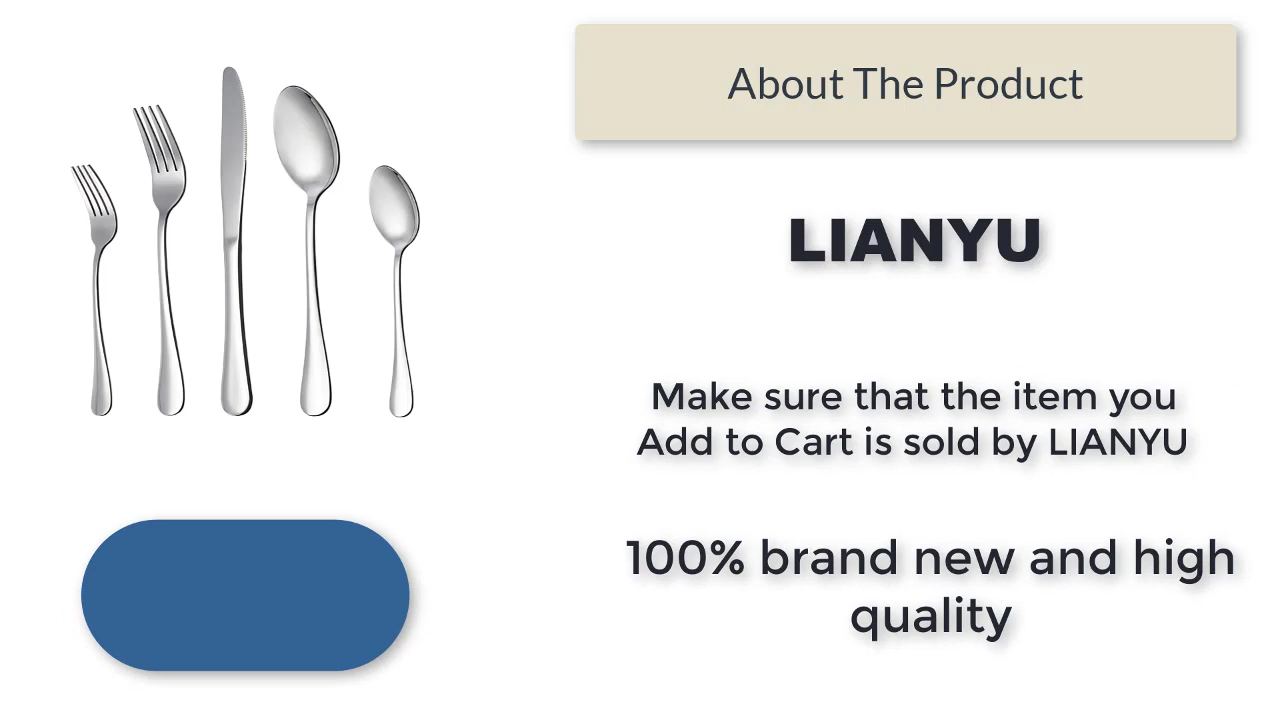 About The Product
LIANYU
Make sure that the item you
Add to Cart is sold by LIANYU
100% brand new and high
quality